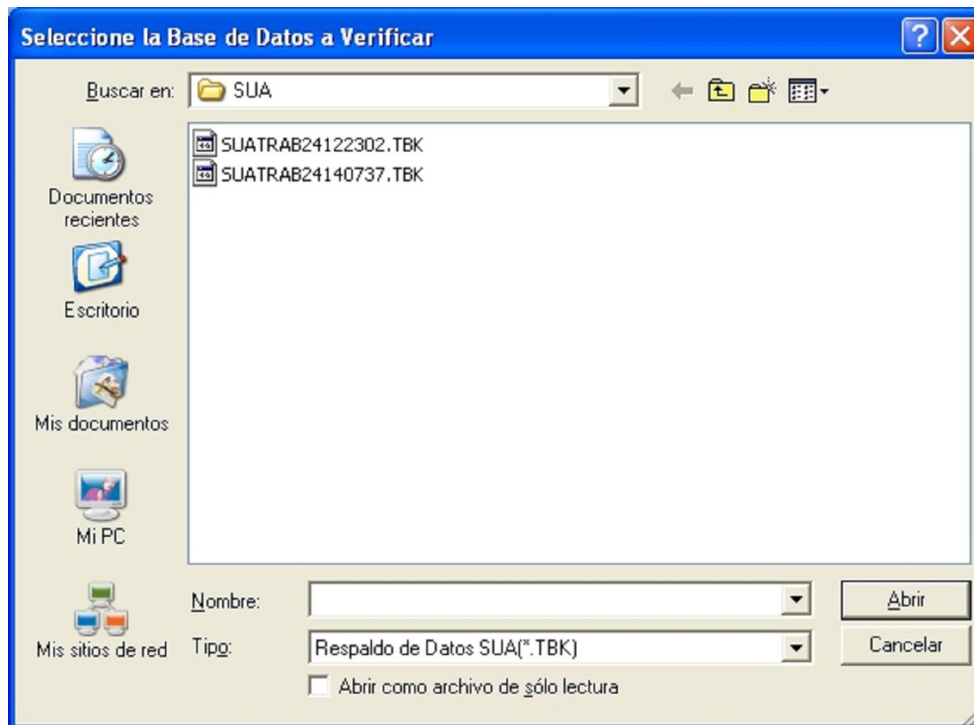 Seleccione la Base de Datos a Verificar
Buscar en:
SUA
SUATRAB24122302.TBK
SUATRAB24140737.TBK
Documentos
recientes
Escritorio
Mis documentos
Mi PC
Mis sitios de red
Nombre:
Abrir
Tipo:
Respaldo de Datos SUA(*.TBK)
Cancelar
Abrir como archivo de sólo lectura